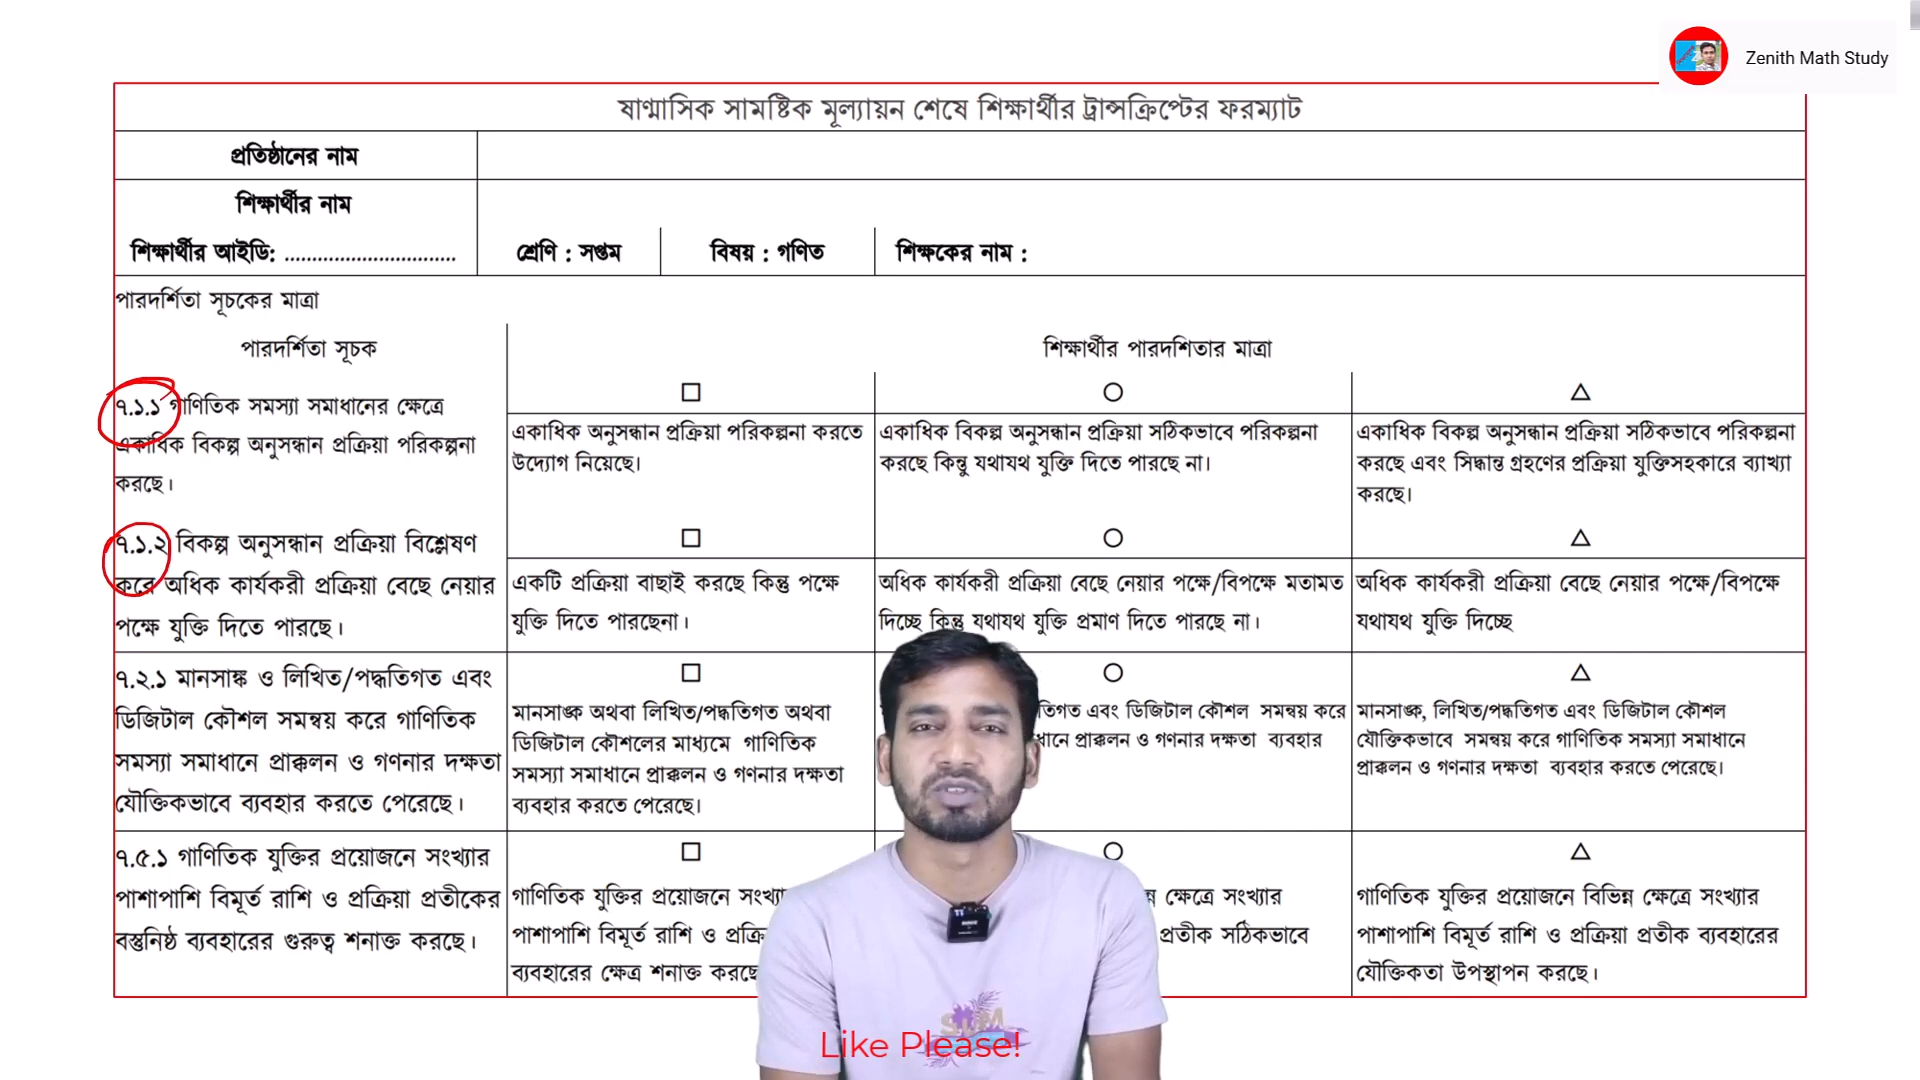 Zenith Math Study
ষাণ্মাসিক সামষ্টিক মূল্যায়ন শেষে শিক্ষার্থীর ট্রান্সক্রিপ্টের ফরম্যাট
প্রতিষ্ঠানের নাম
শিক্ষার্থীর নাম
শিক্ষার্থীর আইডি: ............................... শ্রেণি : সপ্তম বিষয় : গণিত শিক্ষকের নাম :
পারদর্শিতা সূচকের মাত্রা
পারদর্শিতা সূচক শিক্ষার্থীর পারদশিতার মাত্রা
৭.১.১ গাণিতিক সমস্যা সমাধানের ক্ষেত্রে
একাধিক বিকল্প অনুসন্ধান প্রক্রিয়া পরিকল্পনা
করছে।
□
একাধিক অনুসন্ধান প্রক্রিয়া পরিকল্পনা করতে
উদ্যোগ নিয়েছে।
○
একাধিক বিকল্প অনুসন্ধান প্রক্রিয়া সঠিকভাবে পরিকল্পনা
করছে কিন্তু যথাযথ যুক্তি দিতে পারছে না।
△
একাধিক বিকল্প অনুসন্ধান প্রক্রিয়া সঠিকভাবে পরিকল্পনা
করছে এবং সিদ্ধান্ত গ্রহণের প্রক্রিয়া যুক্তিসহকারে ব্যাখ্যা
করছে।
৭.১.২ বিকল্প অনুসন্ধান প্রক্রিয়া বিশ্লেষণ
করে অধিক কার্যকরী প্রক্রিয়া বেছে নেয়ার
পক্ষে যুক্তি দিতে পারছে।
□
একটি প্রক্রিয়া বাছাই করছে কিন্তু পক্ষে
যুক্তি দিতে পারছেনা।
○
অধিক কার্যকরী প্রক্রিয়া বেছে নেয়ার পক্ষে/বিপক্ষে মতামত
দিচ্ছে কিন্তু যথাযথ যুক্তি প্রমাণ দিতে পারছে না।
△
অধিক কার্যকরী প্রক্রিয়া বেছে নেয়ার পক্ষে/বিপক্ষে
যথাযথ যুক্তি দিচ্ছে
৭.২.১ মানসাঙ্ক ও লিখিত/পদ্ধতিগত এবং
ডিজিটাল কৌশল সমন্বয় করে গাণিতিক
সমস্যা সমাধানে প্রাক্কলন ও গণনার দক্ষতা
যৌক্তিকভাবে ব্যবহার করতে পেরেছে।
□
মানসাঙ্ক অথবা লিখিত/পদ্ধতিগত অথবা
ডিজিটাল কৌশলের মাধ্যমে গাণিতিক
সমস্যা সমাধানে প্রাক্কলন ও গণনার দক্ষতা
ব্যবহার করতে পেরেছে।
○
এবং ডিজিটাল কৌশল সমন্বয় করে
প্রাক্কলন ও গণনার দক্ষতা ব্যবহার
△
মানসাঙ্ক, লিখিত/পদ্ধতিগত এবং ডিজিটাল কৌশল
যৌক্তিকভাবে সমন্বয় করে গাণিতিক সমস্যা সমাধানে
প্রাক্কলন ও গণনার দক্ষতা ব্যবহার করতে পেরেছে।
৭.৫.১ গাণিতিক যুক্তির প্রয়োজনে সংখ্যার
পাশাপাশি বিমূর্ত রাশি ও প্রক্রিয়া প্রতীকের
বস্তুনিষ্ঠ ব্যবহারের গুরুত্ব শনাক্ত করছে।
□
গাণিতিক যুক্তির প্রয়োজনে
পাশাপাশি বিমূর্ত রাশি ও
ব্যবহারের ক্ষেত্র শনাক্ত
○
ক্ষেত্রে সংখ্যার
প্রতীক সঠিকভাবে
△
গাণিতিক যুক্তির প্রয়োজনে বিভিন্ন ক্ষেত্রে সংখ্যার
পাশাপাশি বিমূর্ত রাশি ও প্রক্রিয়া প্রতীক ব্যবহারের
যৌক্তিকতা উপস্থাপন করছে।
Like Please!